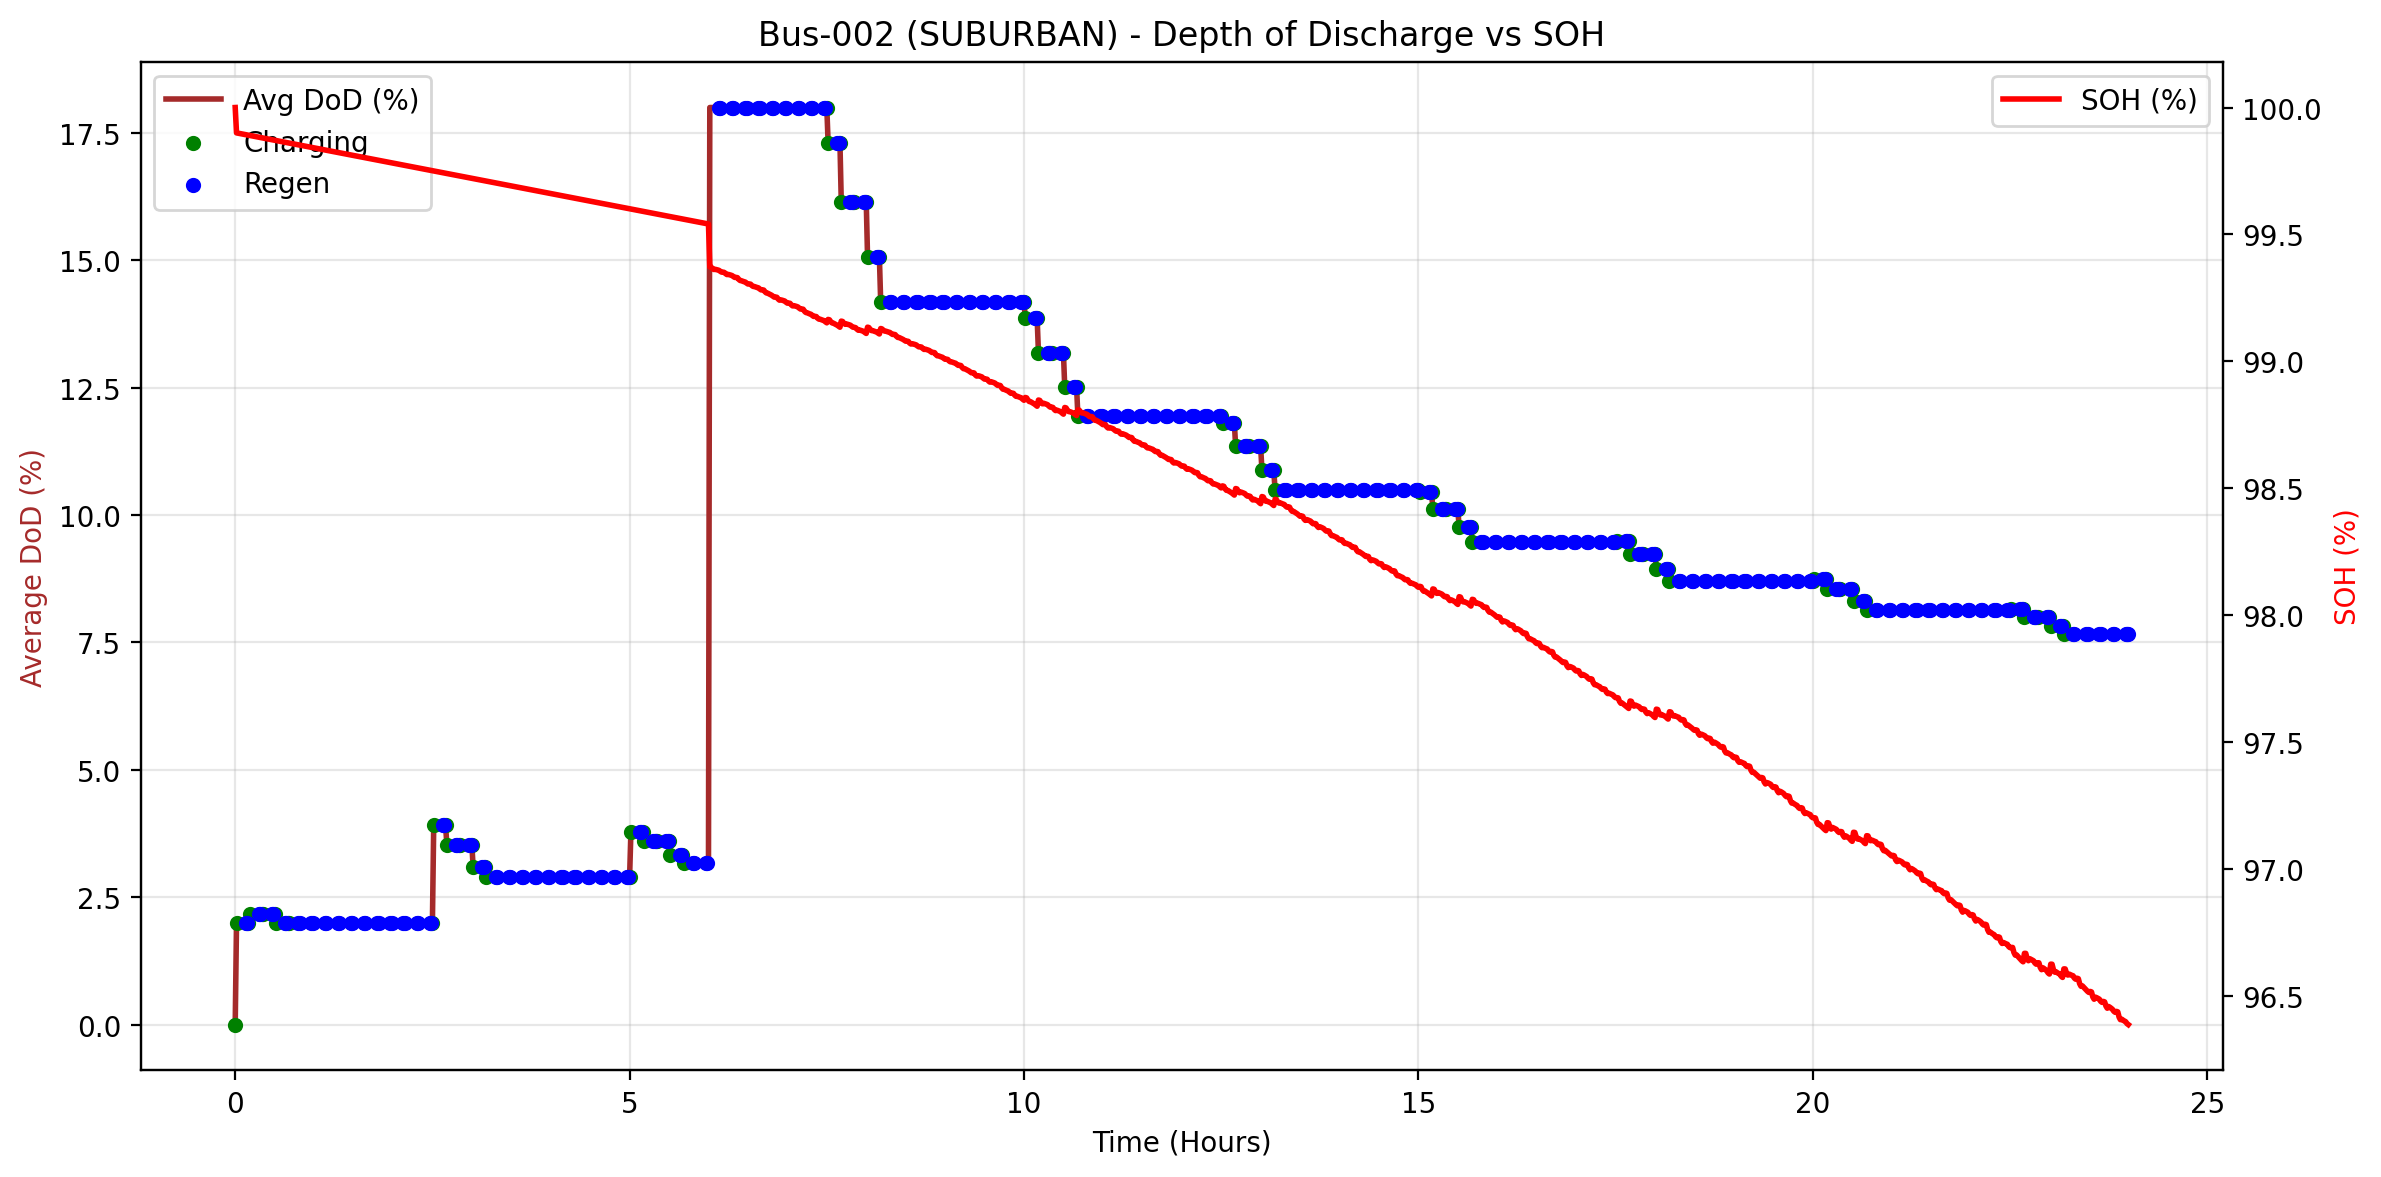 Bus-002 (SUBURBAN) - Depth of Discharge vs SOH
Avg DoD (%)
Charging
Regen
SOH (%)
17.5
15.0
12.5
10.0
7.5
5.0
2.5
0.0
Average DoD (%)
100.0
99.5
99.0
98.5
98.0
97.5
97.0
96.5
SOH (%)
0
5
10
15
20
25
Time (Hours)